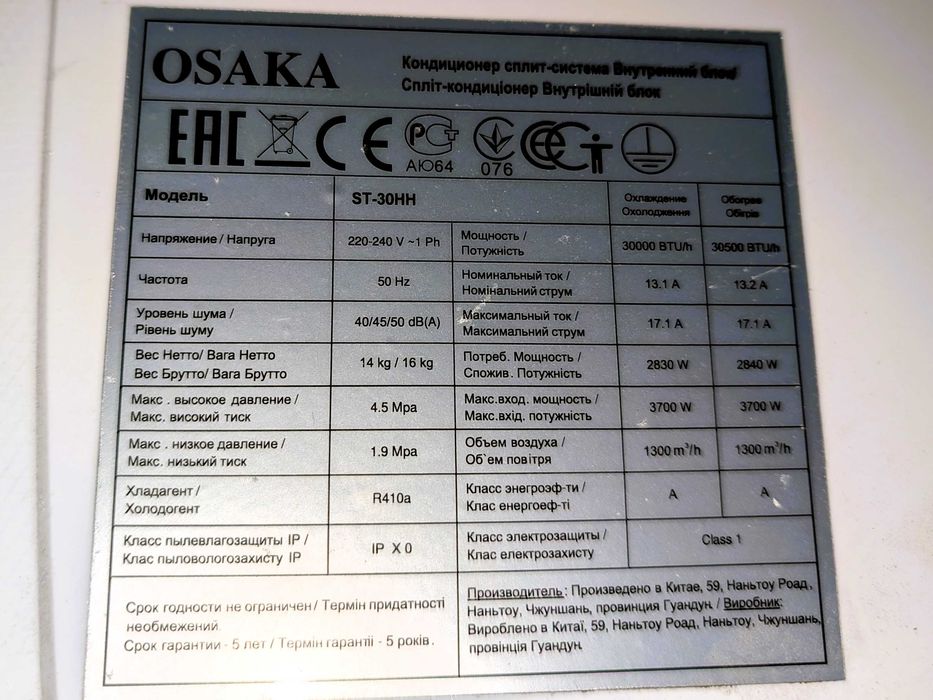 OSAKA
Кондиционер сплит-система Внутренний блок/
Спліт-кондіціонер Внутрішній блок
EAC
CE
РСТ
АЮ64
076
Модель
ST-30HH
Охлаждение
Охолодження
Обогрев
Обігрів
Напряжение / Напруга
220-240 V ~1 Ph
Мощность /
Потужність
30000 BTU/h
30500 BTU/h
Частота
50 Hz
Номинальный ток /
Номінальний струм
13.1 A
13.2 A
Уровень шума /
Рівень шуму
40/45/50 dB(A)
Максимальный ток /
Максимальний струм
17.1 A
17.1 A
Вес Нетто/ Вага Нетто
Вес Брутто/ Вага Брутто
14 kg / 16 kg
Потреб. Мощность /
Спожив. Потужність
2830 W
2840 W
Макс . высокое давление /
Макс. високий тиск
4.5 Mpa
Макс.вход. мощность /
Макс.вхід. потужність
3700 W
3700 W
Макс . низкое давление /
Макс. низький тиск
1.9 Mpa
Объем воздуха /
Об`ем повітря
1300 m³/h
1300 m³/h
Хладагент /
Холодогент
R410a
Класс энегроэф-ти /
Клас енергоеф-ті
A
A
Класс пылевлагозащиты IP /
Клас пыловологозахисту IP
IP X0
Класс электрозащиты /
Клас електрозахисту
Class 1
Срок годности не ограничен / Термін придатності
необмежений.
Срок гарантии - 5 лет / Термін гарантії - 5 років .
Производитель: Произведено в Китае, 59, Наньтоу Роад,
Наньтоу, Чжуншань, провинция Гуандун. / Виробник:
Вироблено в Китаї, 59, Наньтоу Роад, Наньтоу, Чжуншань,
провінція Гуандун.